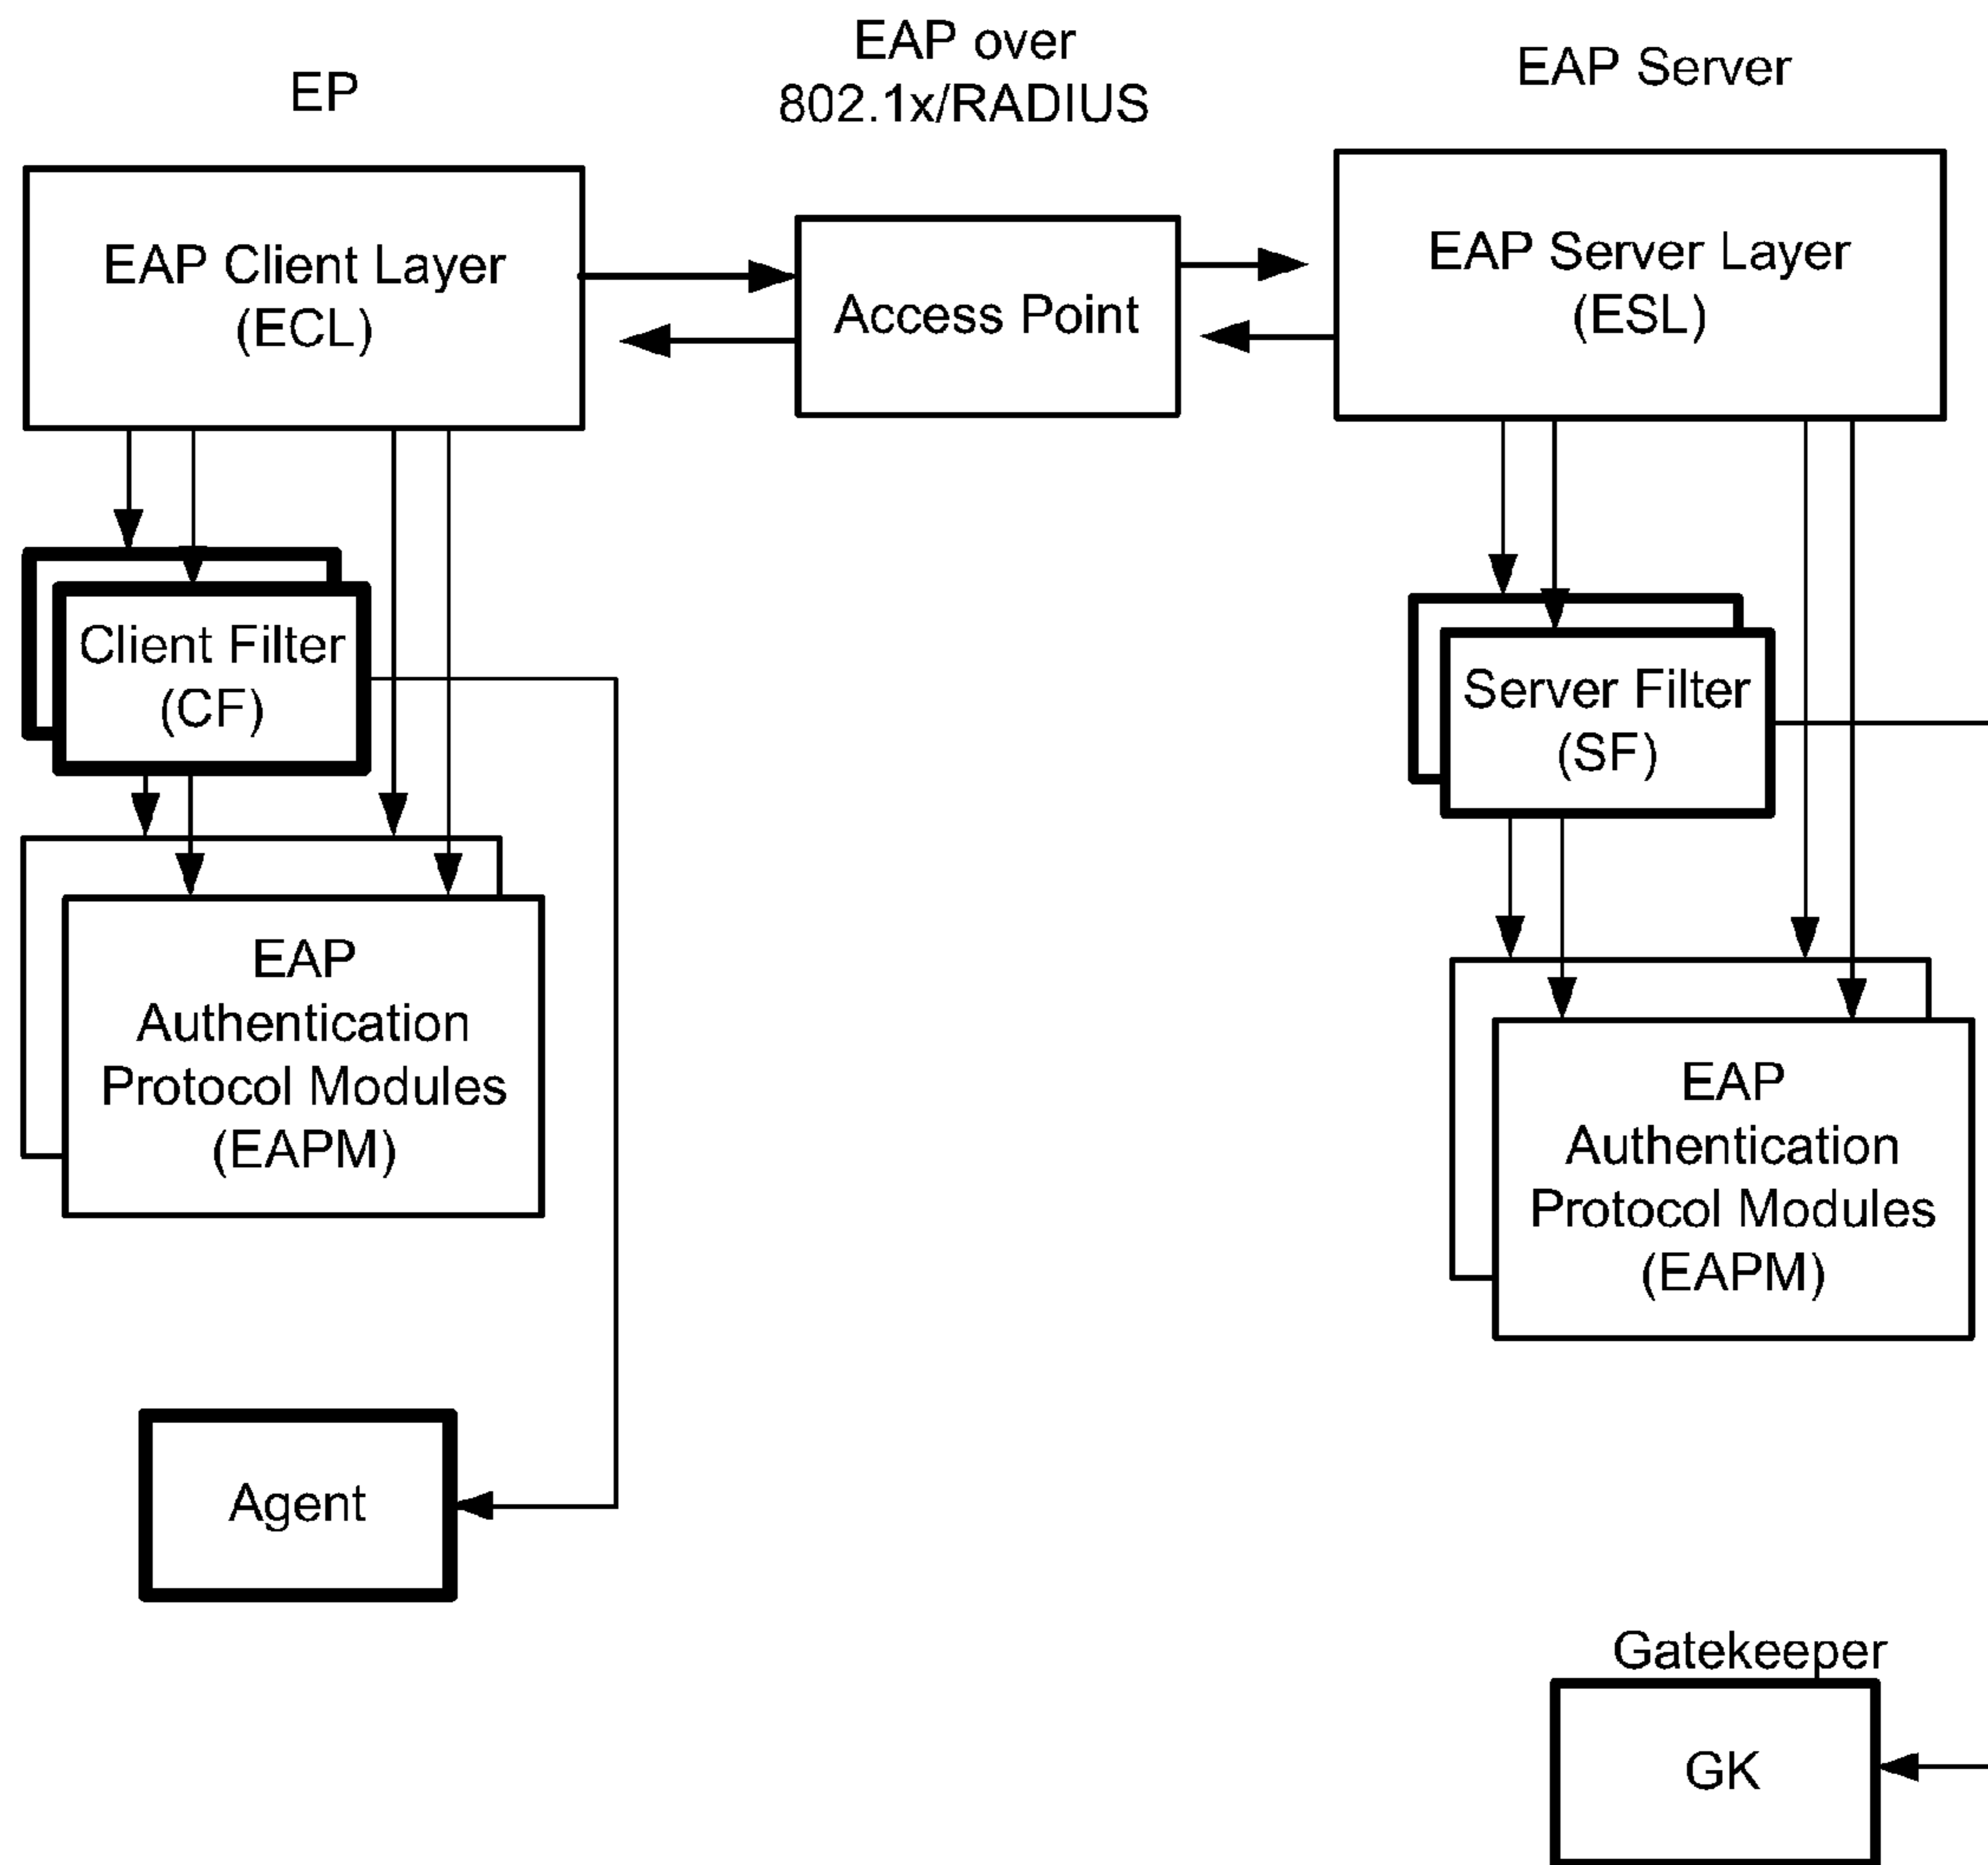 EP
EAP over
802.1x/RADIUS
EAP Server
EAP Client Layer
(ECL)
Access Point
EAP Server Layer
(ESL)
Client Filter
(CF)
Server Filter
(SF)
EAP
Authentication
Protocol Modules
(EAPM)
EAP
Authentication
Protocol Modules
(EAPM)
Agent
Gatekeeper
GK